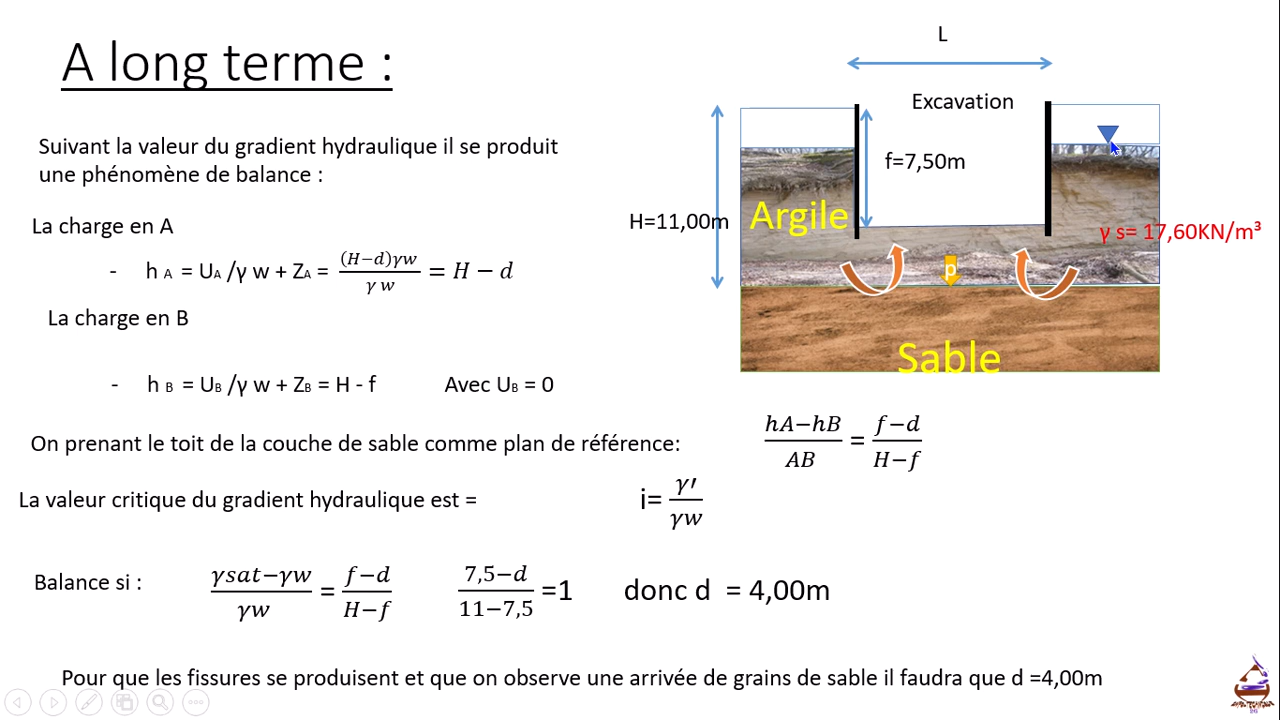 A long terme :
L
Excavation
Suivant la valeur du gradient hydraulique il se produit
une phénomène de balance :
f=7,50m
H=11,00m
Argile
γ s= 17,60KN/m³
La charge en A
- h A = UA /γ w + ZA = (H−d)γw / γ w = H − d
p
La charge en B
Sable
- h B = UB /γ w + ZB = H - f Avec UB = 0
On prenant le toit de la couche de sable comme plan de référence:
hA−hB / AB = f−d / H−f
La valeur critique du gradient hydraulique est = i= γ′ / γw
Balance si : γsat−γw / γw = f−d / H−f 7,5−d / 11−7,5 =1 donc d = 4,00m
Pour que les fissures se produisent et que on observe une arrivée de grains de sable il faudra que d =4,00m